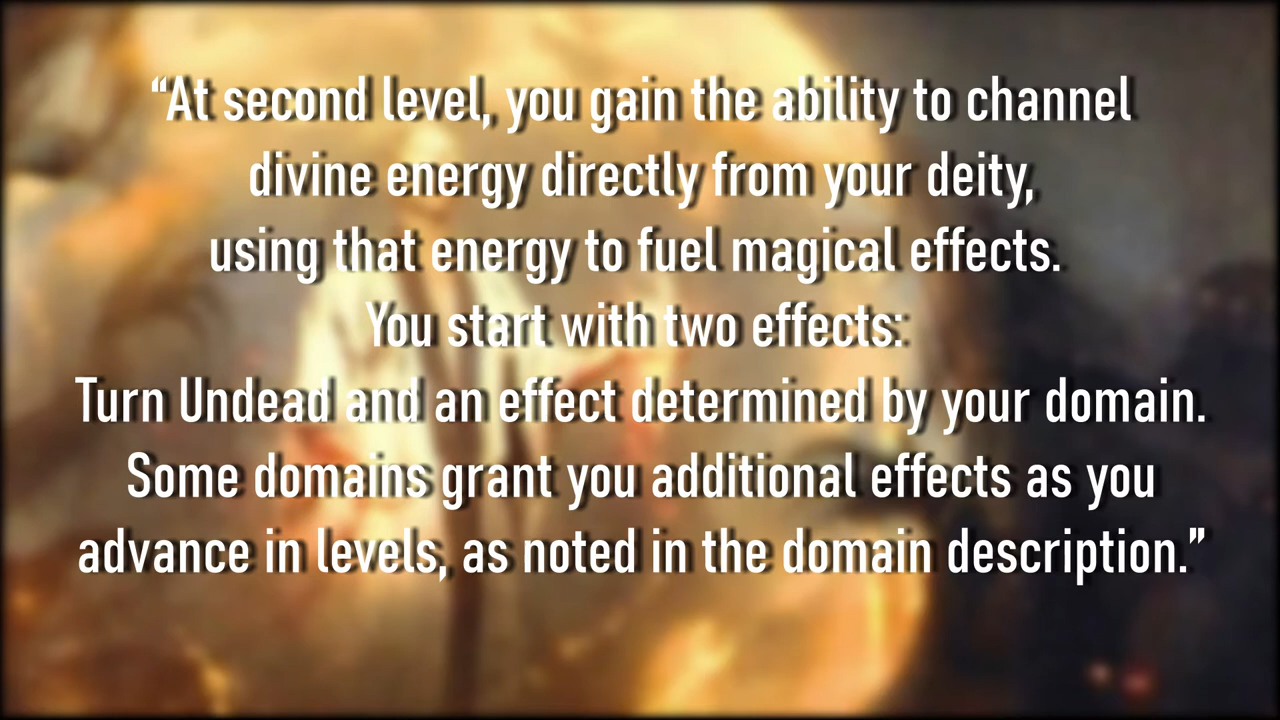 “At second level, you gain the ability to channel
divine energy directly from your deity,
using that energy to fuel magical effects.
You start with two effects:
Turn Undead and an effect determined by your domain.
Some domains grant you additional effects as you
advance in levels, as noted in the domain description.”